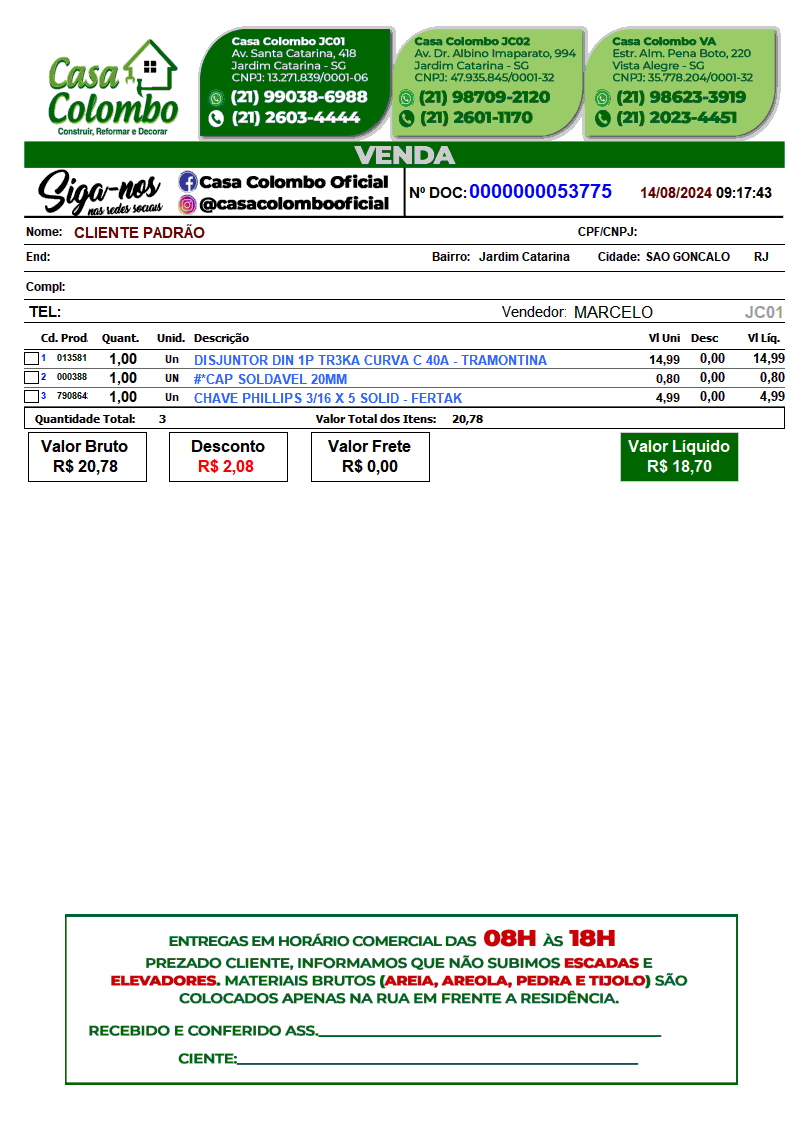 Casa Colombo
Construir, Reformar e Decorar
Casa Colombo JC01
Av. Santa Catarina, 418
Jardim Catarina - SG
CNPJ: 13.271.839/0001-06
(21) 99038-6988
(21) 2603-4444
Casa Colombo JC02
Av. Dr. Albino Imaparato, 994
Jardim Catarina - SG
CNPJ: 47.935.845/0001-32
(21) 98709-2120
(21) 2601-1170
Casa Colombo VA
Estr. Alm. Pena Boto, 220
Vista Alegre - SG
CNPJ: 35.778.204/0001-32
(21) 98623-3919
(21) 2023-4451
VENDA
Siga-nos
nas redes sociais
Casa Colombo Oficial
@casacolombooficial
Nº DOC: 0000000053775 14/08/2024 09:17:43
Nome: CLIENTE PADRÃO CPF/CNPJ:
End: Bairro: Jardim Catarina Cidade: SAO GONCALO RJ
Compl:
TEL: Vendedor: MARCELO JC01
Cd. Prod. Quant. Unid. Descrição Vl Uni Desc Vl Líq.
1 013581 1,00 Un DISJUNTOR DIN 1P TR3KA CURVA C 40A - TRAMONTINA 14,99 0,00 14,99
2 000388 1,00 UN #*CAP SOLDAVEL 20MM 0,80 0,00 0,80
3 790864 1,00 Un CHAVE PHILLIPS 3/16 X 5 SOLID - FERTAK 4,99 0,00 4,99
Quantidade Total: 3 Valor Total dos Itens: 20,78
Valor Bruto Desconto Valor Frete Valor Líquido
R$ 20,78 R$ 2,08 R$ 0,00 R$ 18,70
ENTREGAS EM HORÁRIO COMERCIAL DAS 08H ÀS 18H
PREZADO CLIENTE, INFORMAMOS QUE NÃO SUBIMOS ESCADAS E
ELEVADORES. MATERIAIS BRUTOS (AREIA, AREOLA, PEDRA E TIJOLO) SÃO
COLOCADOS APENAS NA RUA EM FRENTE A RESIDÊNCIA.
RECEBIDO E CONFERIDO ASS.
CIENTE: